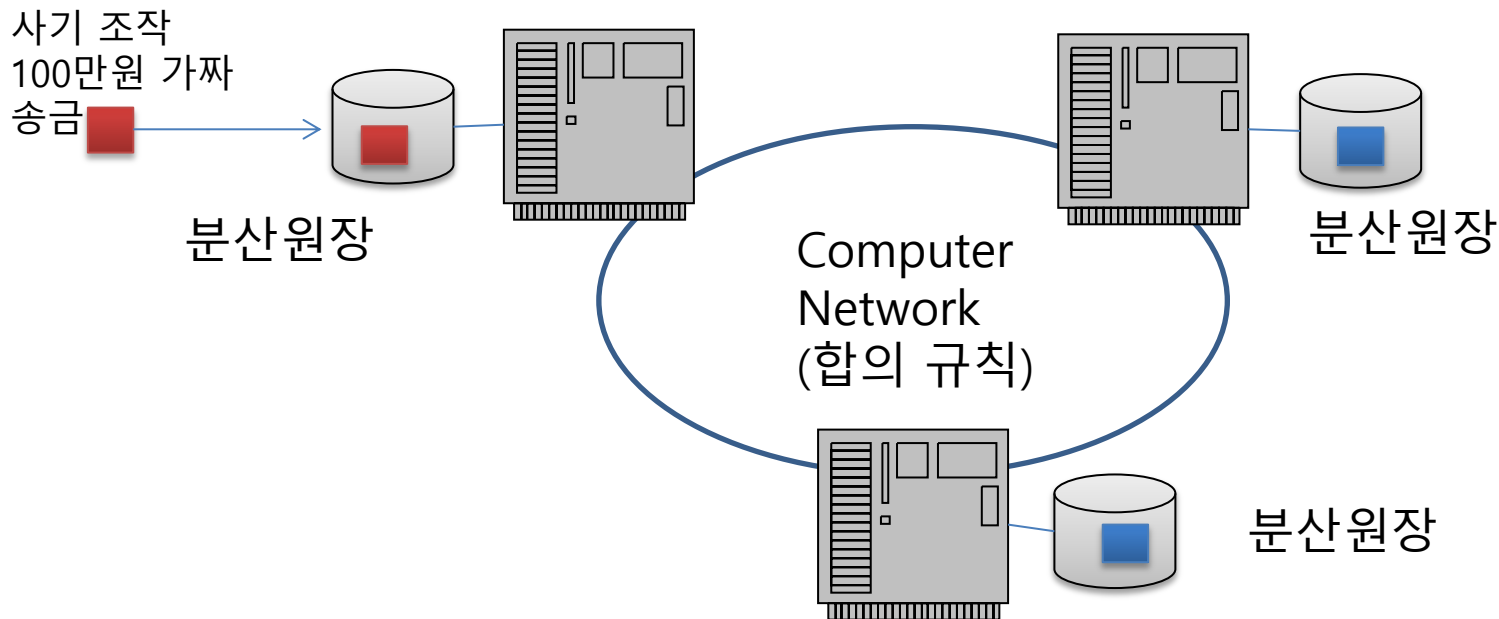 사기 조작
100만원 가짜
송금
분산원장
분산원장
Computer
Network
(합의 규칙)
분산원장